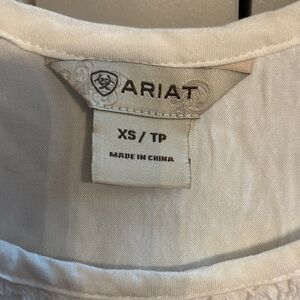 ARIAT
XS / TP
MADE IN CHINA